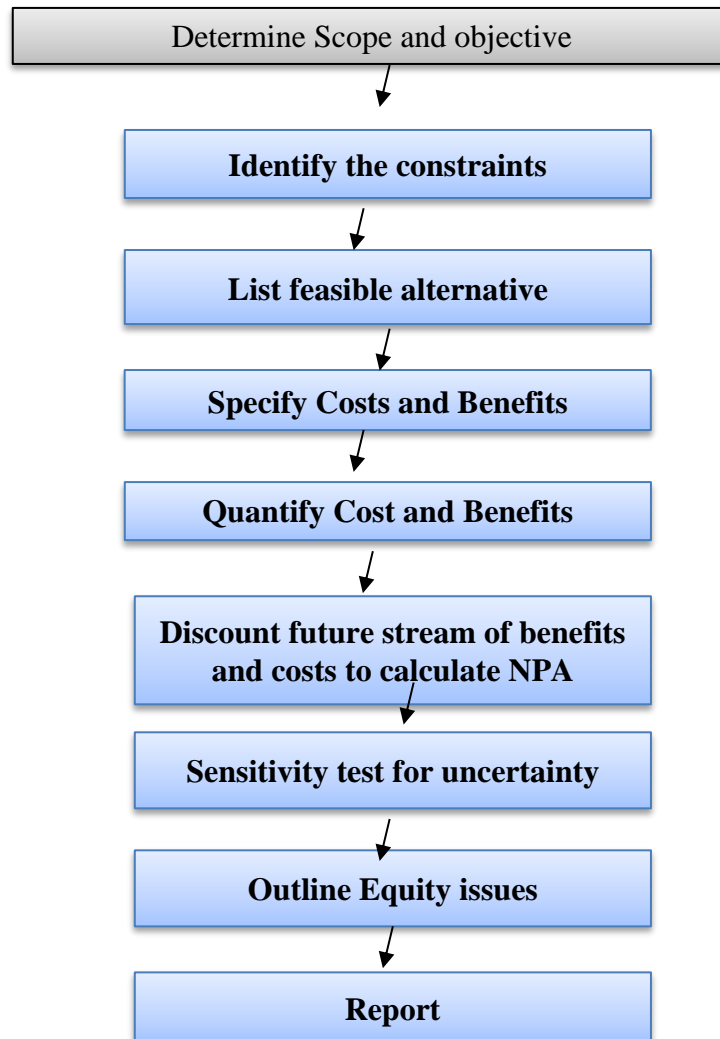 Determine Scope and objective
Identify the constraints
List feasible alternative
Specify Costs and Benefits
Quantify Cost and Benefits
Discount future stream of benefits
and costs to calculate NPA
Sensitivity test for uncertainty
Outline Equity issues
Report